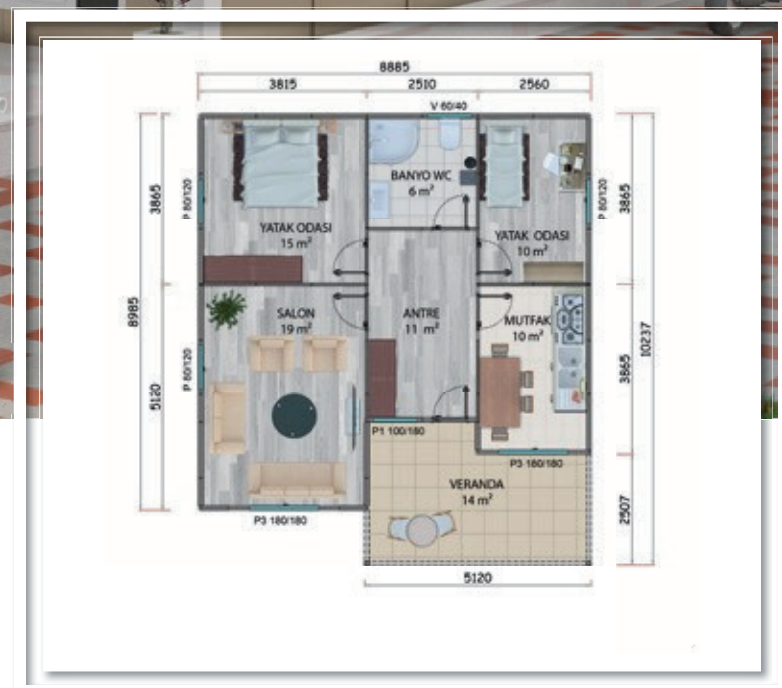 8885
3815
2510
2560
V 60/40
BANYO WC
6 m²
3865
P 80/120
YATAK ODASI
15 m²
YATAK ODASI
10 m²
P 80/120
3865
8985
SALON
19 m²
ANTRE
11 m²
MUTFAK
10 m²
10237
P 80/120
5120
3865
P1 100/180
P3 180/180
VERANDA
14 m²
P3 180/180
2507
5120